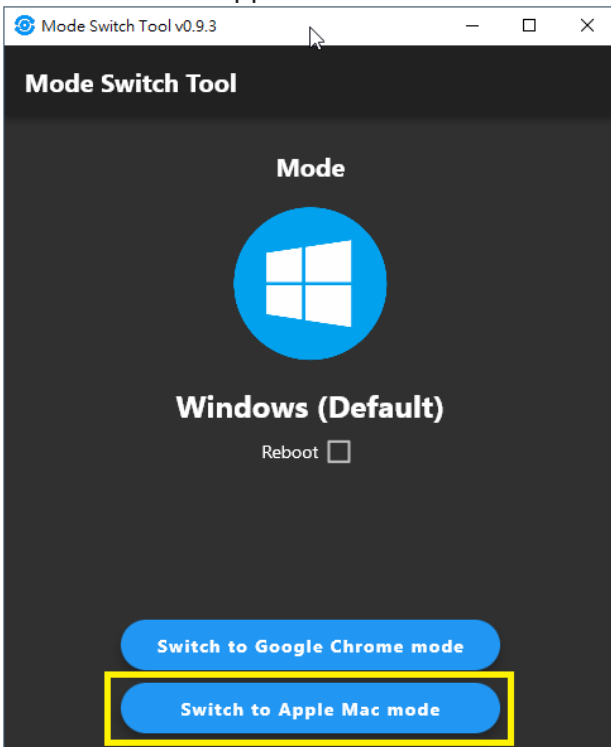 Mode Switch Tool v0.9.3
Mode Switch Tool
Mode
Windows (Default)
Reboot
Switch to Google Chrome mode
Switch to Apple Mac mode